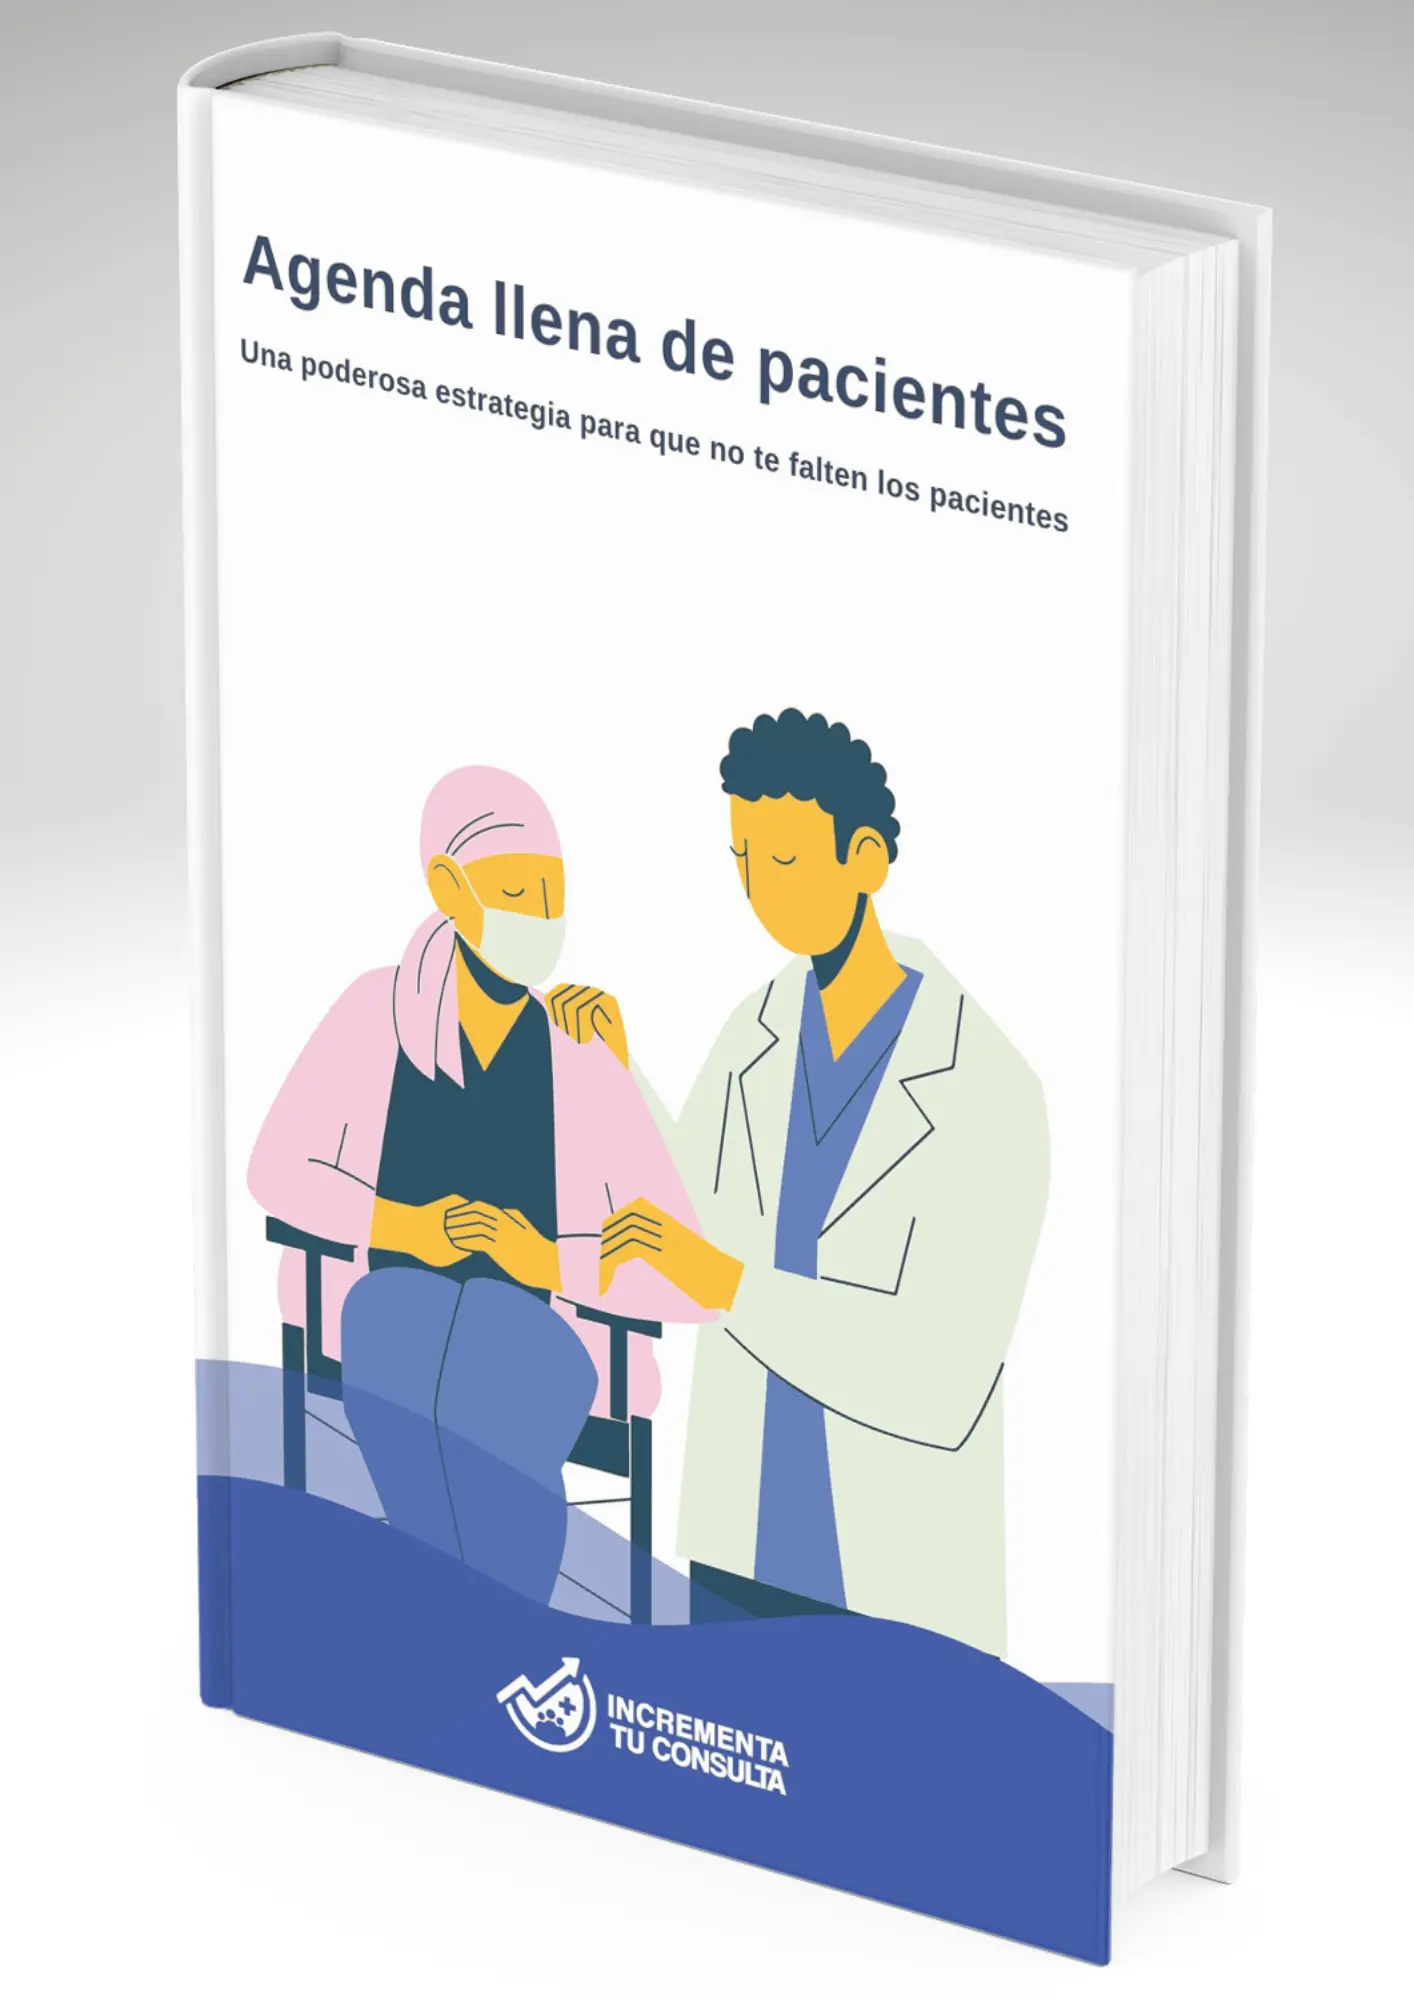 Agenda llena de pacientes
Una poderosa estrategia para que no te falten los pacientes
INCREMENTA
TU CONSULTA